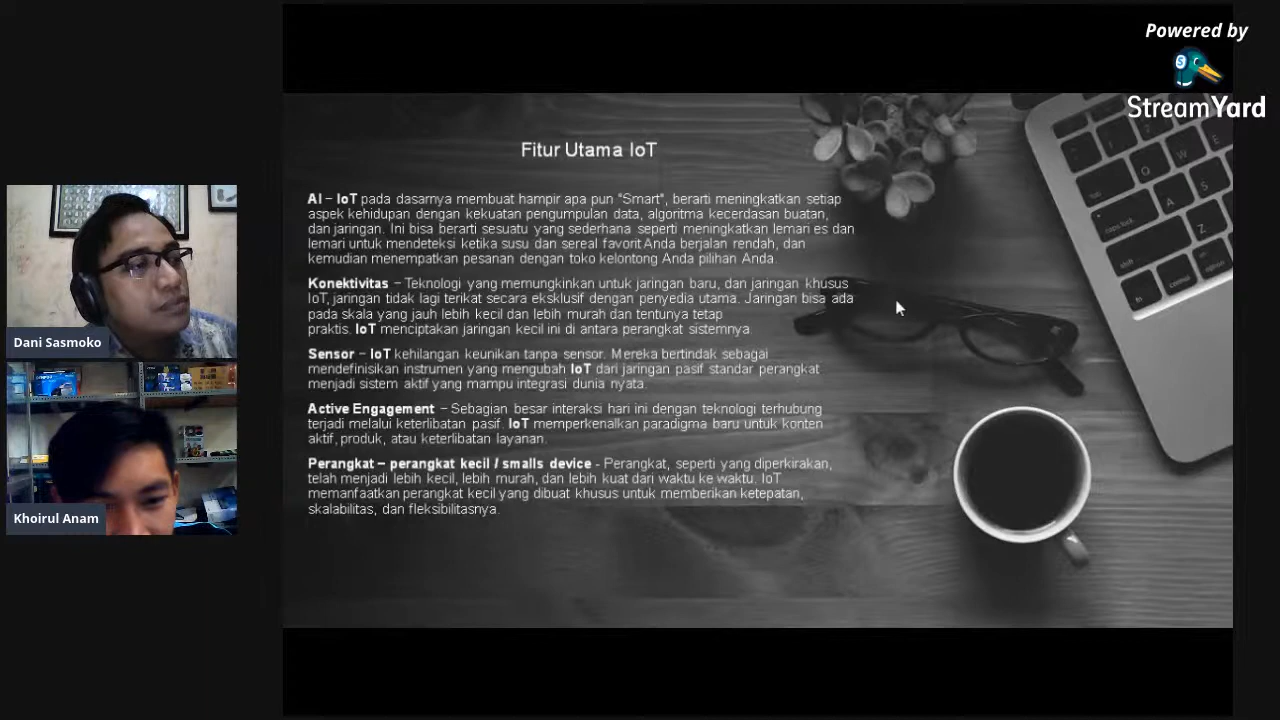 Powered by
StreamYard
Fitur Utama IoT
AI – IoT pada dasarnya membuat hampir apa pun "Smart", berarti meningkatkan setiap
aspek kehidupan dengan kekuatan pengumpulan data, algoritma kecerdasan buatan,
dan jaringan. Ini bisa berarti sesuatu yang sederhana seperti meningkatkan lemari es dan
lemari untuk mendeteksi ketika susu dan sereal favorit Anda berjalan rendah, dan
kemudian menempatkan pesanan dengan toko kelontong Anda pilihan Anda.
Konektivitas – Teknologi yang memungkinkan untuk jaringan baru, dan jaringan khusus
IoT, jaringan tidak lagi terikat secara eksklusif dengan penyedia utama. Jaringan bisa ada
pada skala yang jauh lebih kecil dan lebih murah dan tentunya tetap
praktis. IoT menciptakan jaringan kecil ini di antara perangkat sistemnya.
Sensor – IoT kehilangan keunikan tanpa sensor. Mereka bertindak sebagai
mendefinisikan instrumen yang mengubah IoT dari jaringan pasif standar perangkat
menjadi sistem aktif yang mampu integrasi dunia nyata.
Active Engagement – Sebagian besar interaksi hari ini dengan teknologi terhubung
terjadi melalui keterlibatan pasif. IoT memperkenalkan paradigma baru untuk konten
aktif, produk, atau keterlibatan layanan.
Perangkat – perangkat kecil / smalls device - Perangkat, seperti yang diperkirakan,
telah menjadi lebih kecil, lebih murah, dan lebih kuat dari waktu ke waktu. IoT
memanfaatkan perangkat kecil yang dibuat khusus untuk memberikan ketepatan,
skalabilitas, dan fleksibilitasnya.
Dani Sasmoko
Khoirul Anam